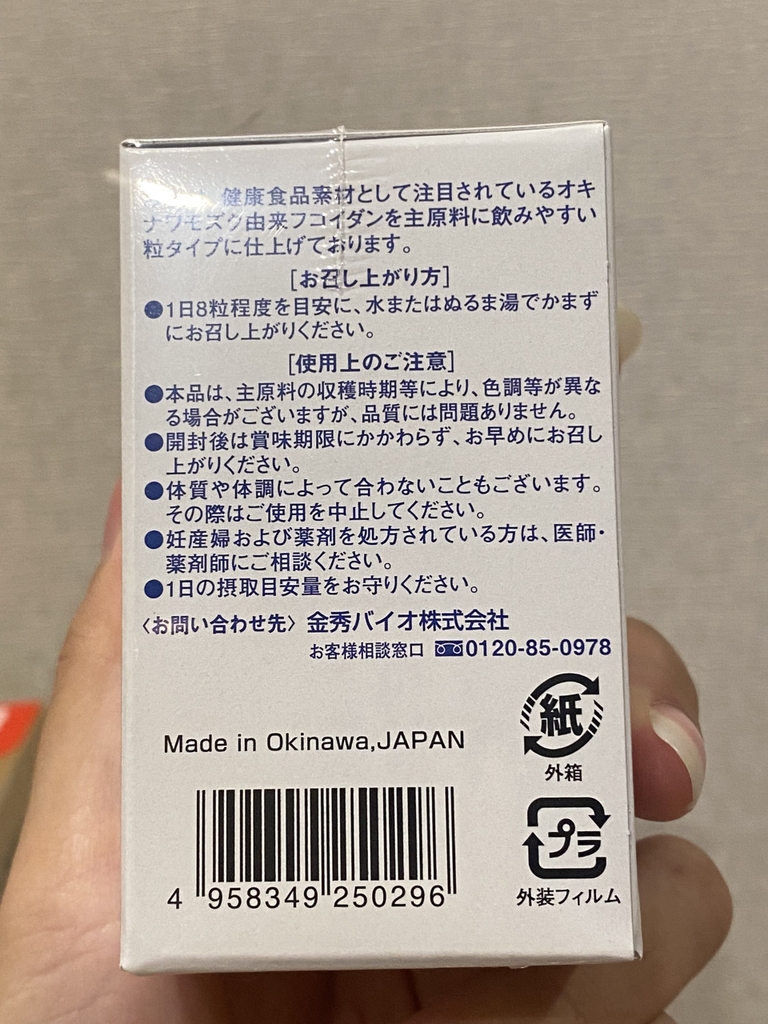 健康食品素材として注目されているオキ
ナワモズク由来フコイダンを主原料に飲みやすい
粒タイプに仕上げております。
[お召し上がり方]
●1日8粒程度を目安に、水またはぬるま湯でかまず
にお召し上がりください。
[使用上のご注意]
●本品は、主原料の収穫時期等により、色調等が異な
る場合がございますが、品質には問題ありません。
●開封後は賞味期限にかかわらず、お早めにお召し
上がりください。
●体質や体調によって合わないこともございます。
その際はご使用を中止してください。
●妊産婦および薬剤を処方されている方は、医師・
薬剤師にご相談ください。
●1日の摂取目安量をお守りください。
〈お問い合わせ先〉 金秀バイオ株式会社
お客様相談窓口 0120-85-0978
紙
外箱
Made in Okinawa,JAPAN
プラ
外装フィルム
4 958349 250296